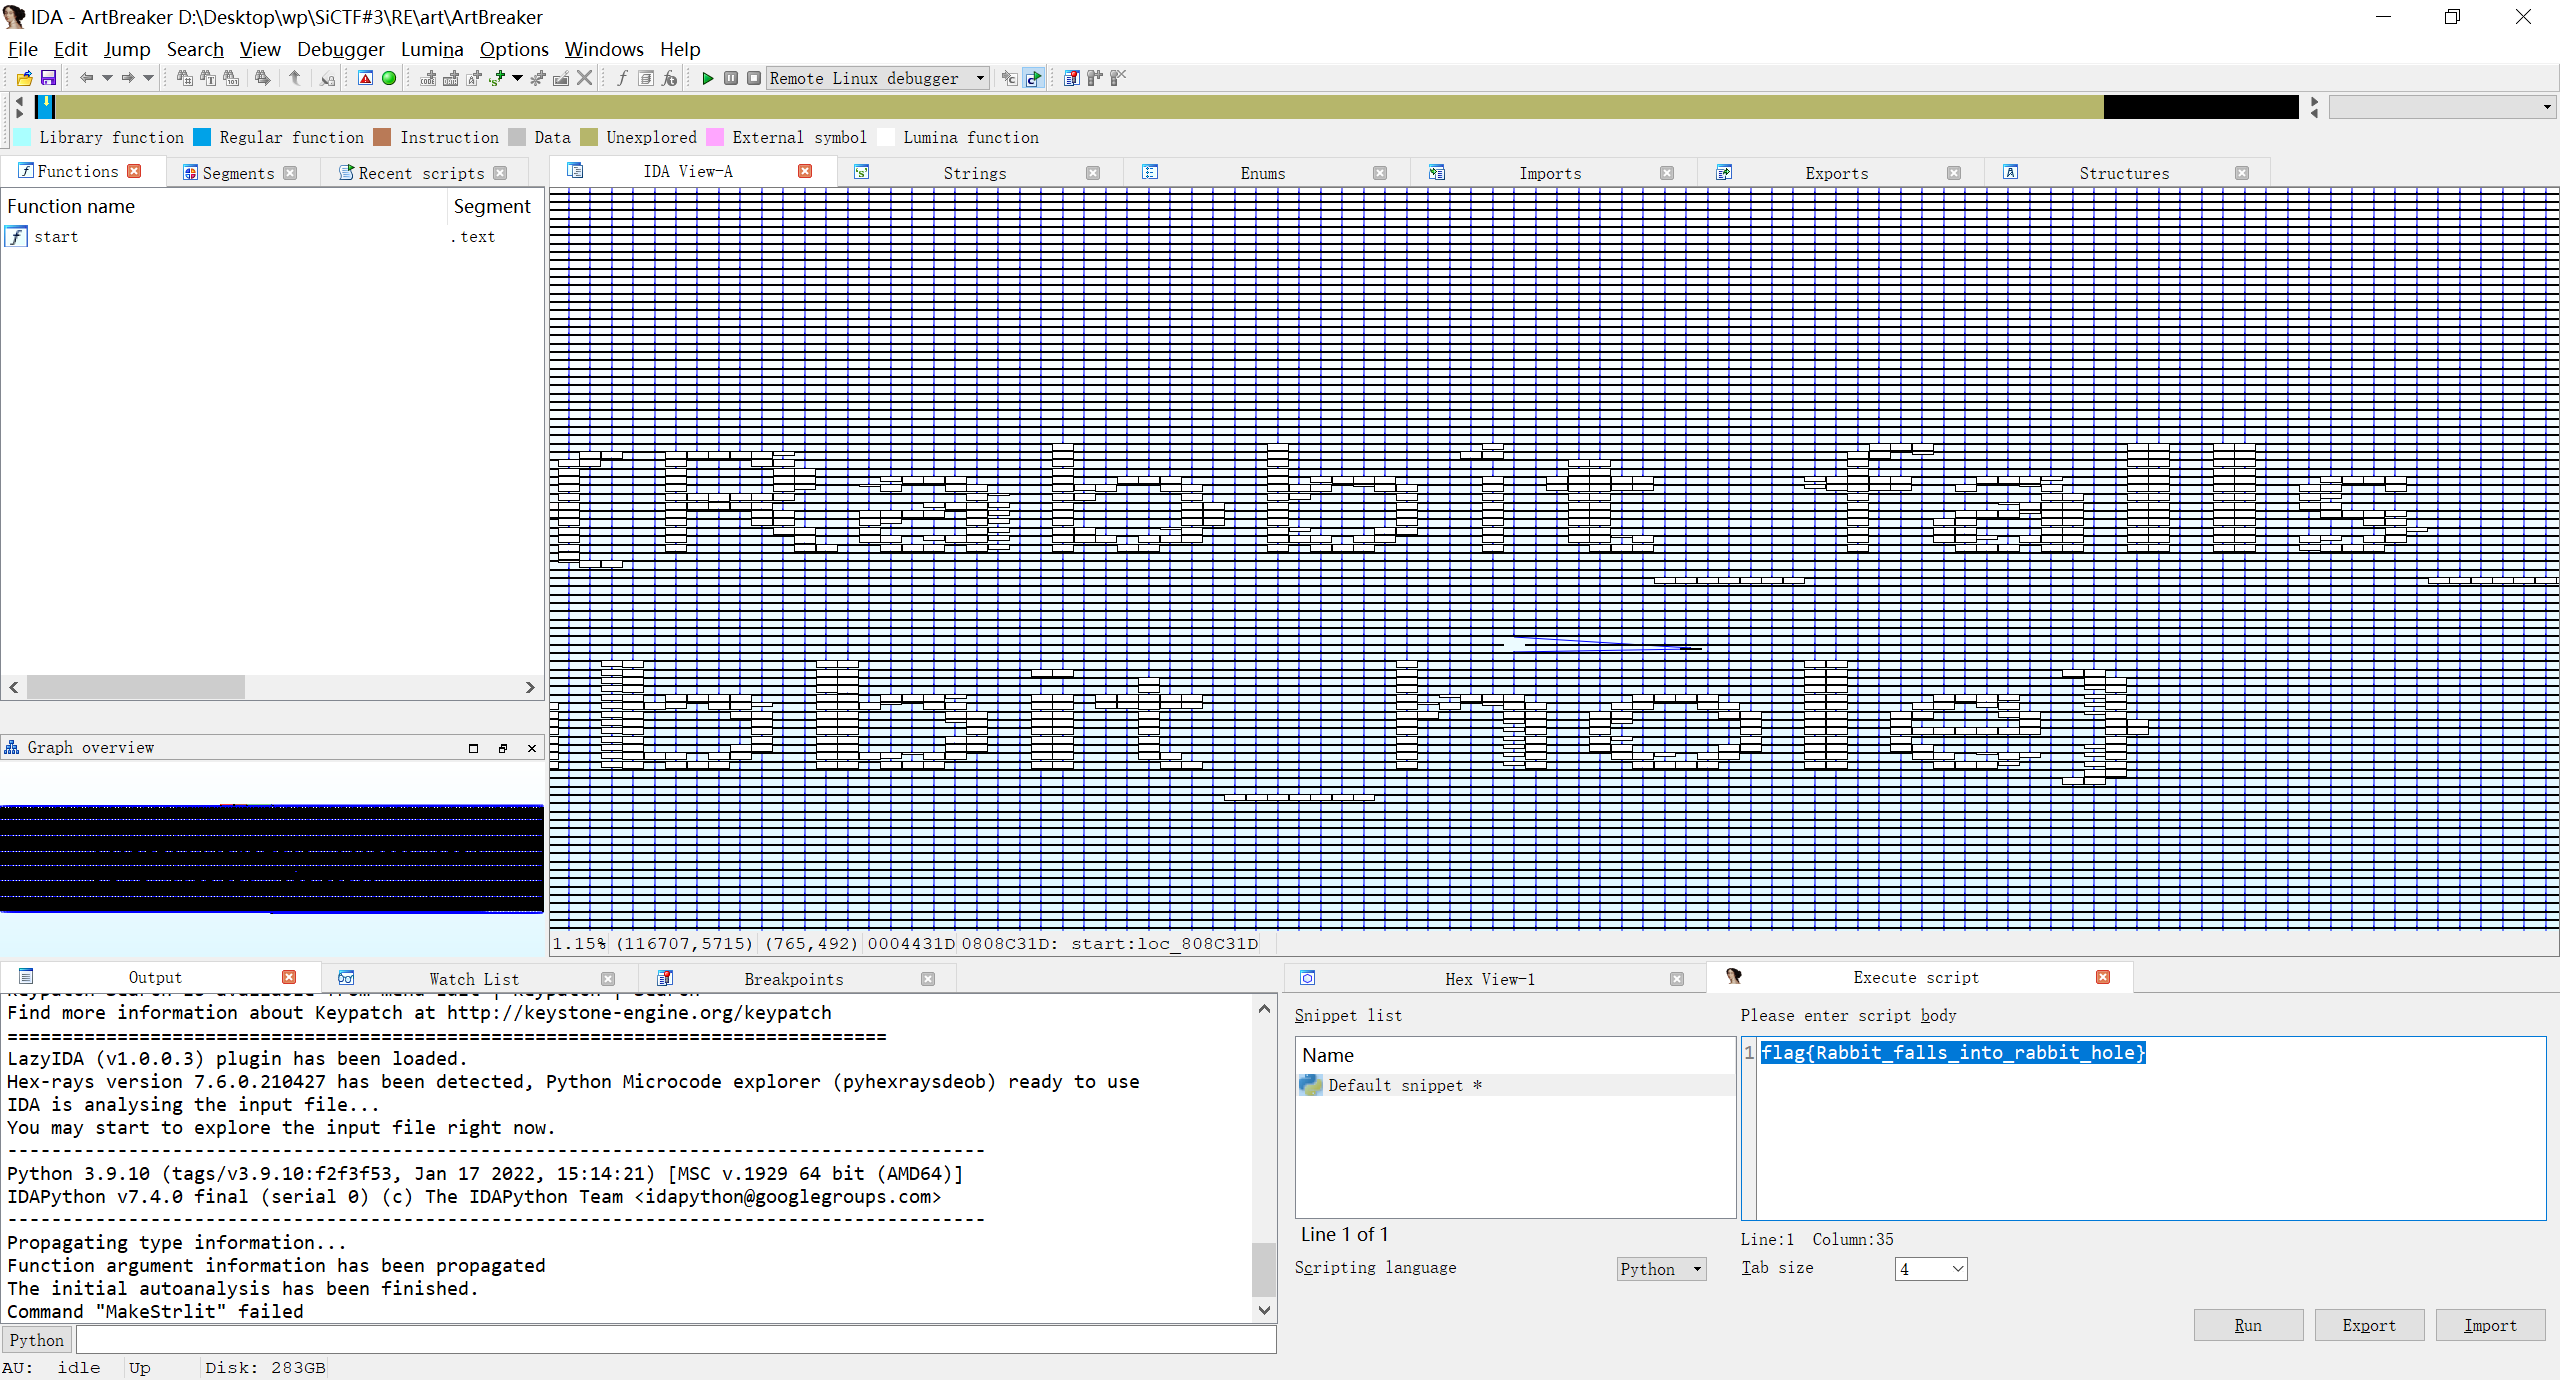 IDA - ArtBreaker D:\Desktop\wp\SiCTF#3\RE\art\ArtBreaker
File Edit Jump Search View Debugger Lumina Options Windows Help
Remote Linux debugger
Library function Regular function Instruction Data Unexplored External symbol Lumina function
Functions Segments Recent scripts IDA View-A Strings Enums Imports Exports Structures
Function name Segment
start .text
{Rabbit_falls_
bbit_hole}
Graph overview
1.15% (116707,5715) (765,492) 0004431D 0808C31D: start:loc_808C31D
Output Watch List Breakpoints
Find more information about Keypatch at http://keystone-engine.org/keypatch
================================================================================
LazyIDA (v1.0.0.3) plugin has been loaded.
Hex-rays version 7.6.0.210427 has been detected, Python Microcode explorer (pyhexraysdeob) ready to use
IDA is analysing the input file...
You may start to explore the input file right now.
-----------------------------------------------------------------------------------------
Python 3.9.10 (tags/v3.9.10:f2f3f53, Jan 17 2022, 15:14:21) [MSC v.1929 64 bit (AMD64)]
IDAPython v7.4.0 final (serial 0) (c) The IDAPython Team <idapython@googlegroups.com>
-----------------------------------------------------------------------------------------
Propagating type information...
Function argument information has been propagated
The initial autoanalysis has been finished.
Command "MakeStrlit" failed
Python
AU: idle Up Disk: 283GB
Hex View-1 Execute script
Snippet list
Name
Default snippet *
Line 1 of 1
Scripting language Python
Please enter script body
1 flag{Rabbit_falls_into_rabbit_hole}
Line:1 Column:35
Tab size 4
Run Export Import